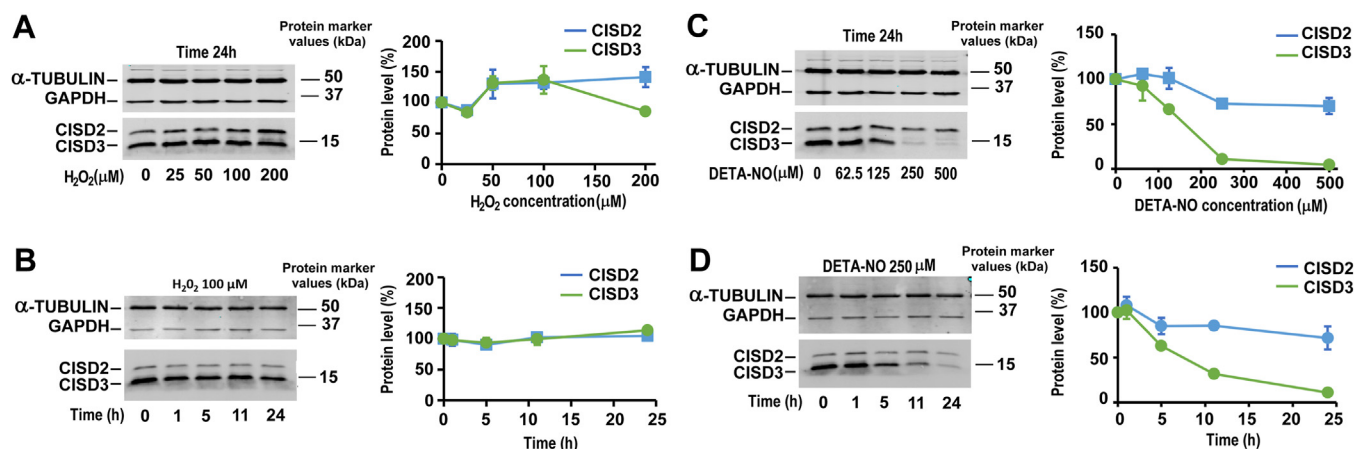 A
Time 24h
Protein marker
values (kDa)
α-TUBULIN
50
GAPDH
37
CISD2
CISD3
15
H₂O₂(μM) 0 25 50 100 200
Protein level (%)
200
150
100
50
0
0 50 100 150 200
H₂O₂ concentration(μM)
CISD2
CISD3
B
H₂O₂ 100 μM
Protein marker
values (kDa)
α-TUBULIN
50
GAPDH
37
CISD2
CISD3
15
Time (h) 0 1 5 11 24
Protein level (%)
200
150
100
50
0
0 5 10 15 20 25
Time (h)
CISD2
CISD3
C
Time 24h
Protein marker
values (kDa)
α-TUBULIN
50
GAPDH
37
CISD2
CISD3
15
DETA-NO(μM) 0 62.5 125 250 500
Protein level (%)
150
100
50
0
0 100 200 300 400 500
DETA-NO concentration (μM)
CISD2
CISD3
D
DETA-NO 250 μM
Protein marker
values (kDa)
α-TUBULIN
50
GAPDH
37
CISD2
CISD3
15
Time (h) 0 1 5 11 24
Protein level (%)
150
100
50
0
0 5 10 15 20 25
Time (h)
CISD2
CISD3